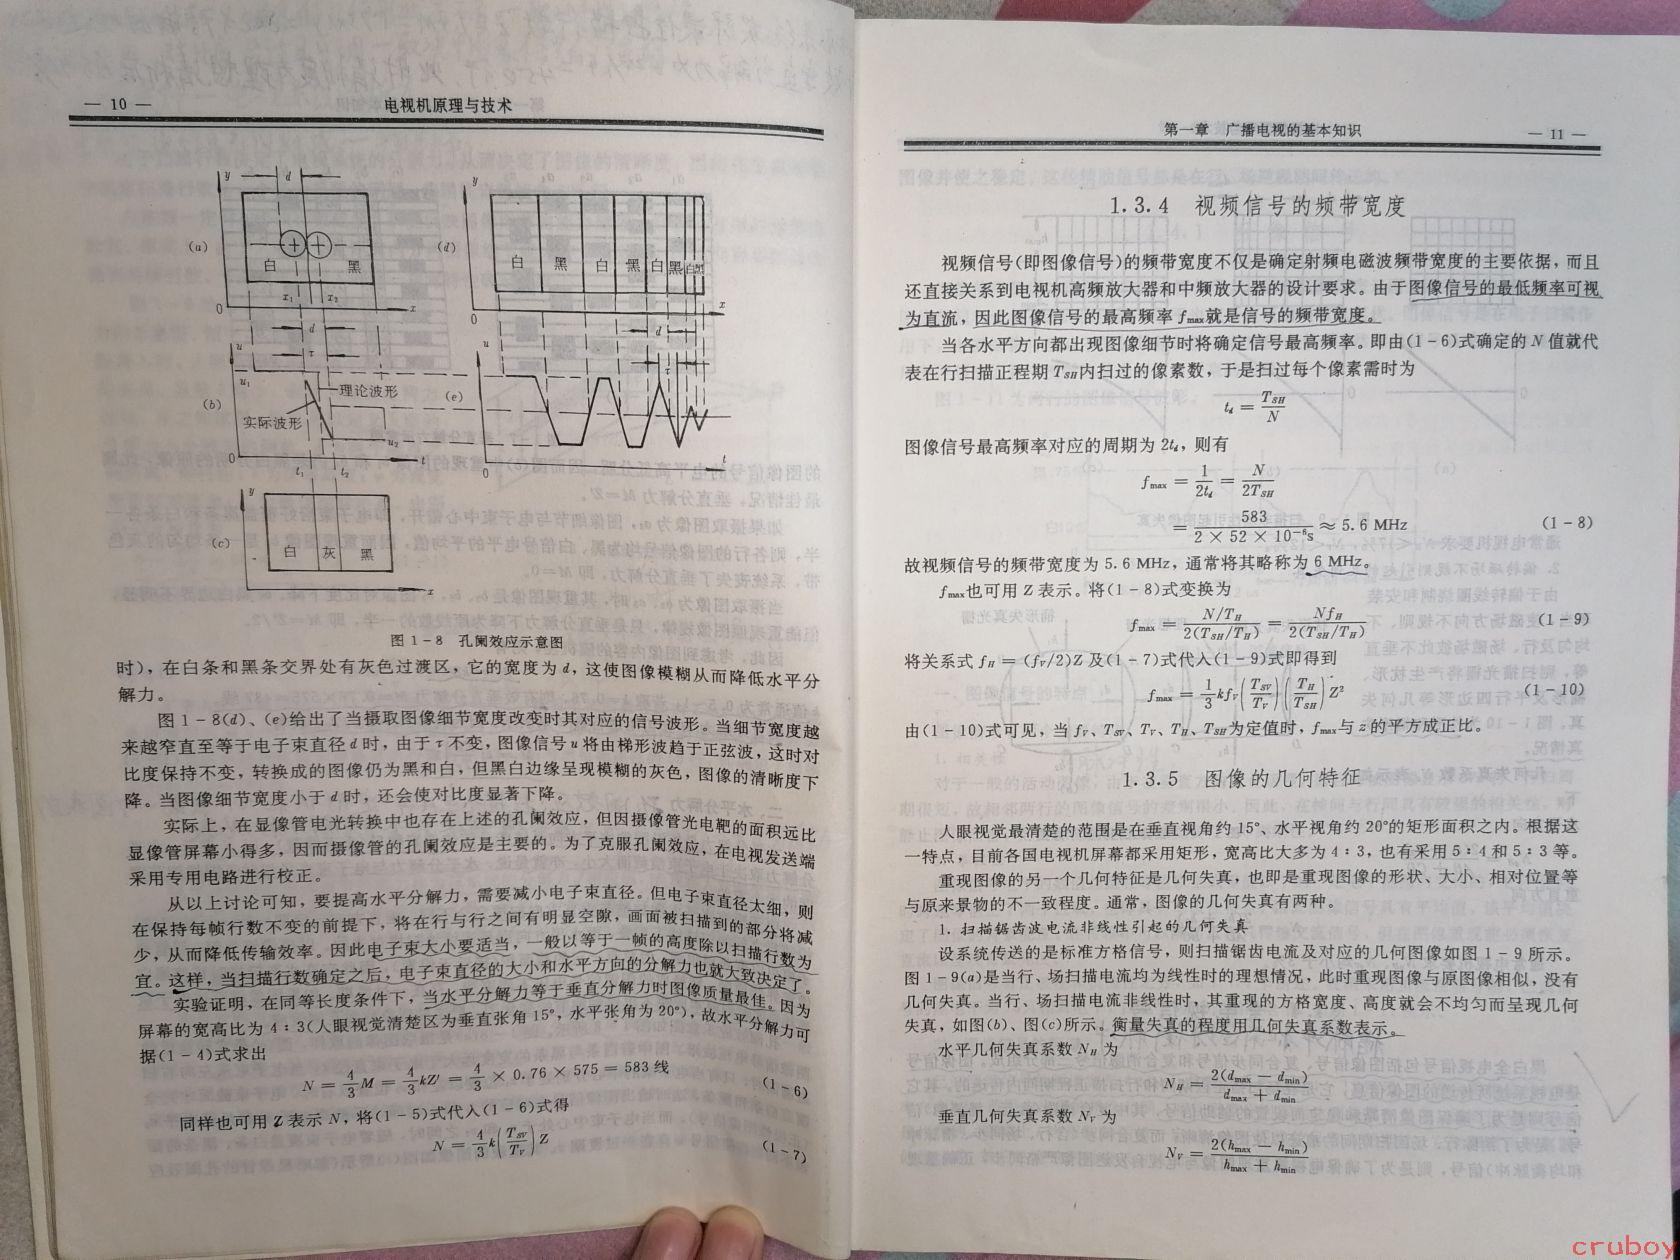 — 10 —
电视机原理与技术
y
d
(a)
白
黑
x₁
x₂
x
0
d
τ
u
u₁
理论波形
(b)
实际波形
u₂
0
t₁
t₂
t
y
(c)
白
灰
黑
x
y
(d)
白
黑
白
黑
白
黑
白
黑
x
0
d
u
τ
(e)
0
t
图 1-8 孔阑效应示意图
时)，在白条和黑条交界处有灰色过渡区，它的宽度为 d，这使图像模糊从而降低水平分
解力。
图 1-8(d)、(e)给出了当摄取图像细节宽度改变时其对应的信号波形。当细节宽度越
来越窄直至等于电子束直径 d 时，由于 τ 不变，图像信号 u 将由梯形波趋于正弦波，这时对
比度保持不变，转换成的图像仍为黑和白，但黑白边缘呈现模糊的灰色，图像的清晰度下
降。当图像细节宽度小于 d 时，还会使对比度显著下降。
实际上，在显像管电光转换中也存在上述的孔阑效应，但因摄像管光电靶的面积远比
显像管屏幕小得多，因而摄像管的孔阑效应是主要的。为了克服孔阑效应，在电视发送端
采用专用电路进行校正。
从以上讨论可知，要提高水平分解力，需要减小电子束直径。但电子束直径太细，则
在保持每帧行数不变的前提下，将在行与行之间有明显空隙，画面被扫描到的部分将减
少，从而降低传输效率。因此电子束大小要适当，一般以等于一帧的高度除以扫描行数为
宜。这样，当扫描行数确定之后，电子束直径的大小和水平方向的分解力也就大致决定了。
实验证明，在同等长度条件下，当水平分解力等于垂直分解力时图像质量最佳。因为
屏幕的宽高比为 4∶3(人眼视觉清楚区为垂直张角 15°，水平张角为 20°)，故水平分解力可
据(1-4)式求出
N = 4/3 M = 4/3 kZ′ = 4/3 × 0.76 × 575 = 583 线 (1-6)
同样也可用 Z 表示 N，将(1-5)式代入(1-6)式得
N = 4/3 k(T_SV/T_V)Z (1-7)
第一章 广播电视的基本知识
— 11 —
1.3.4 视频信号的频带宽度
视频信号(即图像信号)的频带宽度不仅是确定射频电磁波频带宽度的主要依据，而且
还直接关系到电视机高频放大器和中频放大器的设计要求。由于图像信号的最低频率可视
为直流，因此图像信号的最高频率 f_max就是信号的频带宽度。
当各水平方向都出现图像细节时将确定信号最高频率。即由(1-6)式确定的 N 值就代
表在行扫描正程期 T_SH内扫过的像素数，于是扫过每个像素需时为
t_d = T_SH/N
图像信号最高频率对应的周期为 2t_d，则有
f_max = 1/2t_d = N/2T_SH
= 583/(2 × 52 × 10⁻⁶s) ≈ 5.6 MHz (1-8)
故视频信号的频带宽度为 5.6 MHz，通常将其略称为 6 MHz。
f_max也可用 Z 表示。将(1-8)式变换为
f_max = (N/T_H)/(2(T_SH/T_H)) = Nf_H/(2(T_SH/T_H)) (1-9)
将关系式 f_H = (f_V/2)Z 及(1-7)式代入(1-9)式即得到
f_max = 1/3 kf_V(T_SV/T_V)(T_H/T_SH)Z² (1-10)
由(1-10)式可见，当 f_V、T_SV、T_V、T_H、T_SH为定值时，f_max与 z 的平方成正比。
1.3.5 图像的几何特征
人眼视觉最清楚的范围是在垂直视角约 15°、水平视角约 20°的矩形面积之内。根据这
一特点，目前各国电视机屏幕都采用矩形，宽高比大多为 4∶3，也有采用 5∶4 和 5∶3 等。
重现图像的另一个几何特征是几何失真，也即是重现图像的形状、大小、相对位置等
与原来景物的不一致程度。通常，图像的几何失真有两种。
1. 扫描锯齿波电流非线性引起的几何失真
设系统传送的是标准方格信号，则扫描锯齿电流及对应的几何图像如图 1-9 所示。
图 1-9(a)是当行、场扫描电流均为线性时的理想情况，此时重现图像与原图像相似，没有
几何失真。当行、场扫描电流非线性时，其重现的方格宽度、高度就会不均匀而呈现几何
失真，如图(b)、图(c)所示。衡量失真的程度用几何失真系数表示。
水平几何失真系数 N_H 为
N_H = 2(d_max − d_min)/(d_max + d_min)
垂直几何失真系数 N_V 为
N_V = 2(h_max − h_min)/(h_max + h_min)
cruboy